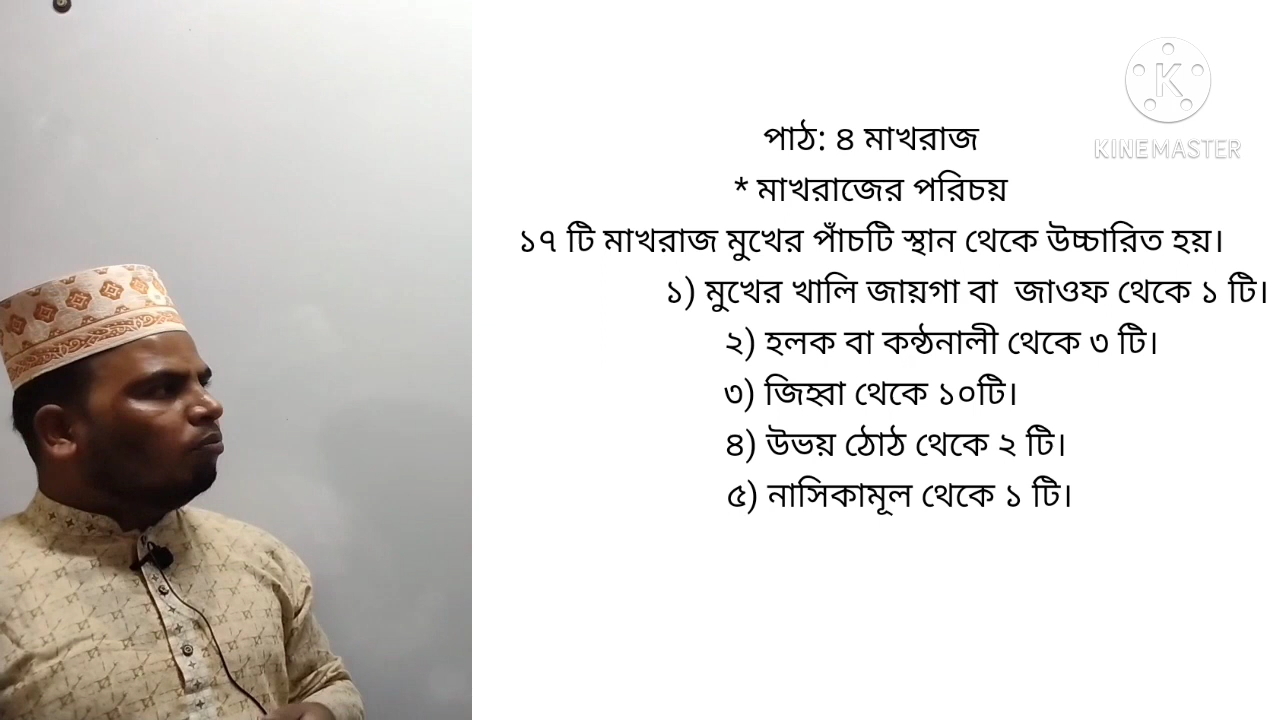 পাঠ: ৪ মাখরাজ
* মাখরাজের পরিচয়
১৭ টি মাখরাজ মুখের পাঁচটি স্থান থেকে উচ্চারিত হয়।
১) মুখের খালি জায়গা বা জাওফ থেকে ১ টি।
২) হলক বা কন্ঠনালী থেকে ৩ টি।
৩) জিহ্বা থেকে ১০টি।
৪) উভয় ঠোঠ থেকে ২ টি।
৫) নাসিকামূল থেকে ১ টি।
K
KINEMASTER